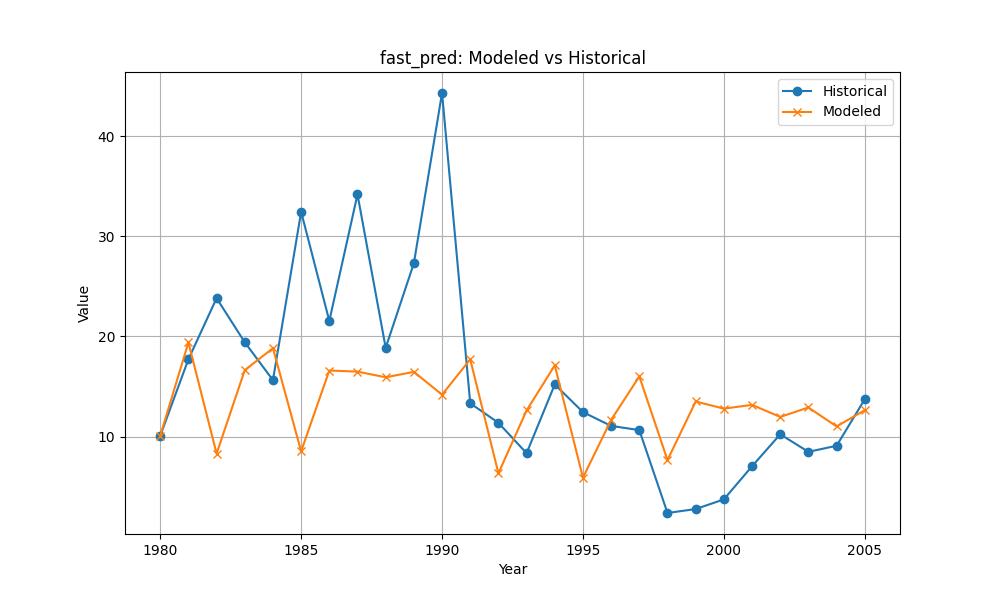 fast_pred: Modeled vs Historical
Historical
Modeled
Value
40
30
20
10
1980 1985 1990 1995 2000 2005
Year